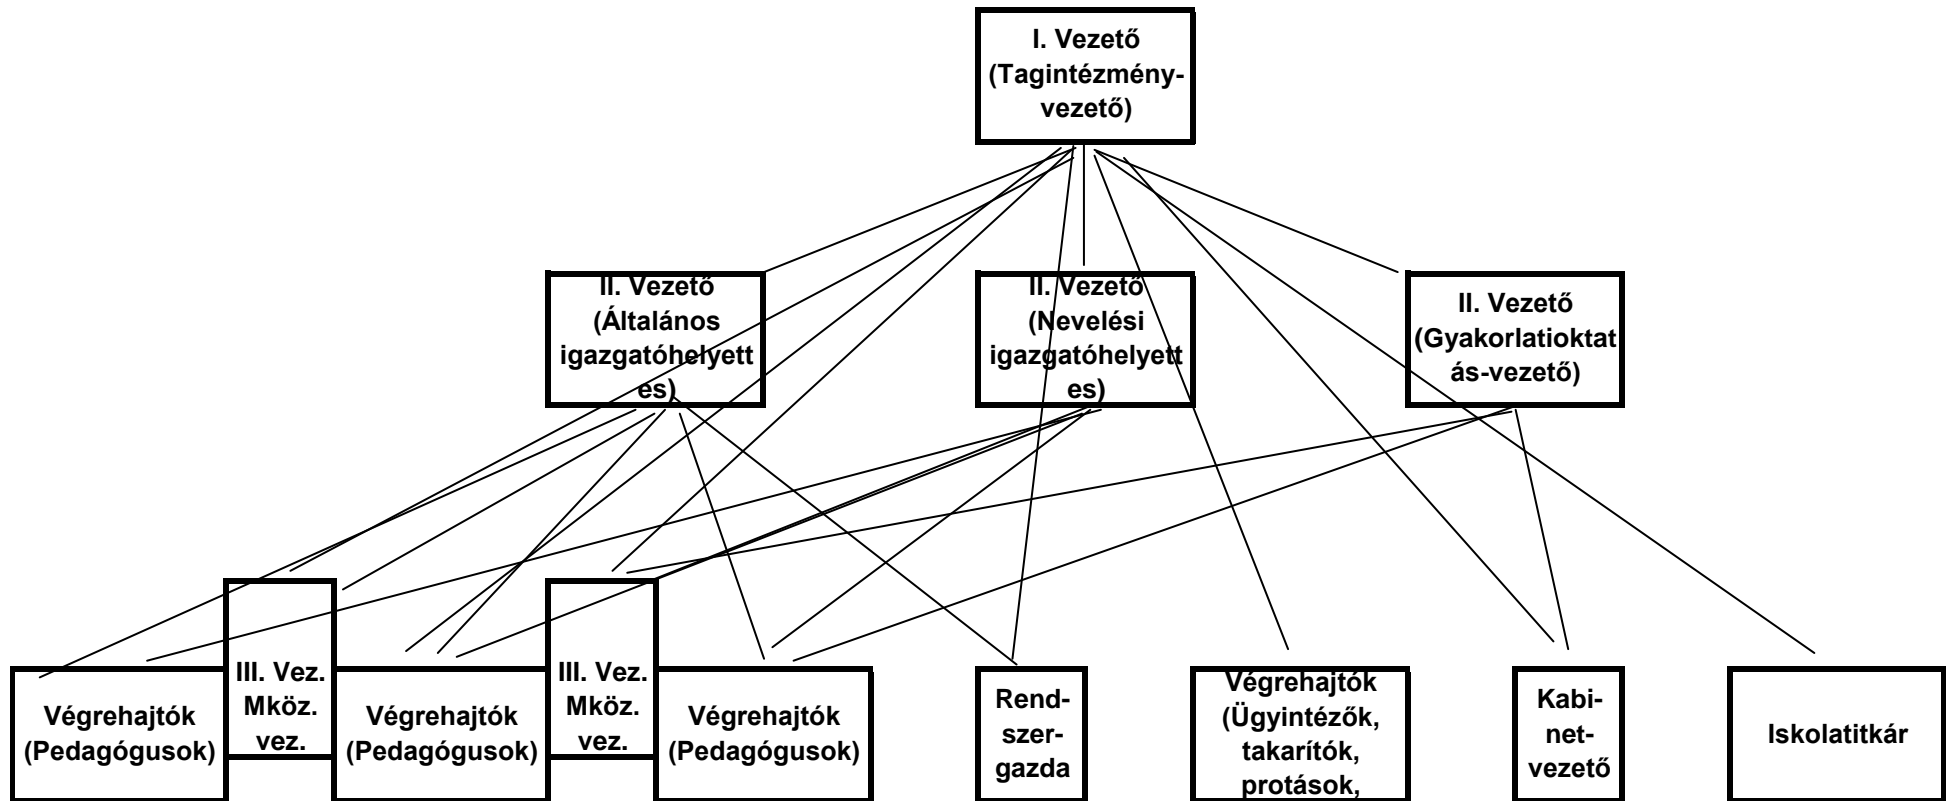 I. Vezető
(Tagintézmény-
vezető)
II. Vezető
(Általános
igazgatóhelyett
es)
II. Vezető
(Nevelési
igazgatóhelyett
es)
II. Vezető
(Gyakorlatioktat
ás-vezető)
Végrehajtók
(Pedagógusok)
III. Vez.
Mköz.
vez.
Végrehajtók
(Pedagógusok)
III. Vez.
Mköz.
vez.
Végrehajtók
(Pedagógusok)
Rend-
szer-
gazda
Végrehajtók
(Ügyintézők,
takarítók,
protások,
Kabi-
net-
vezető
Iskolatitkár